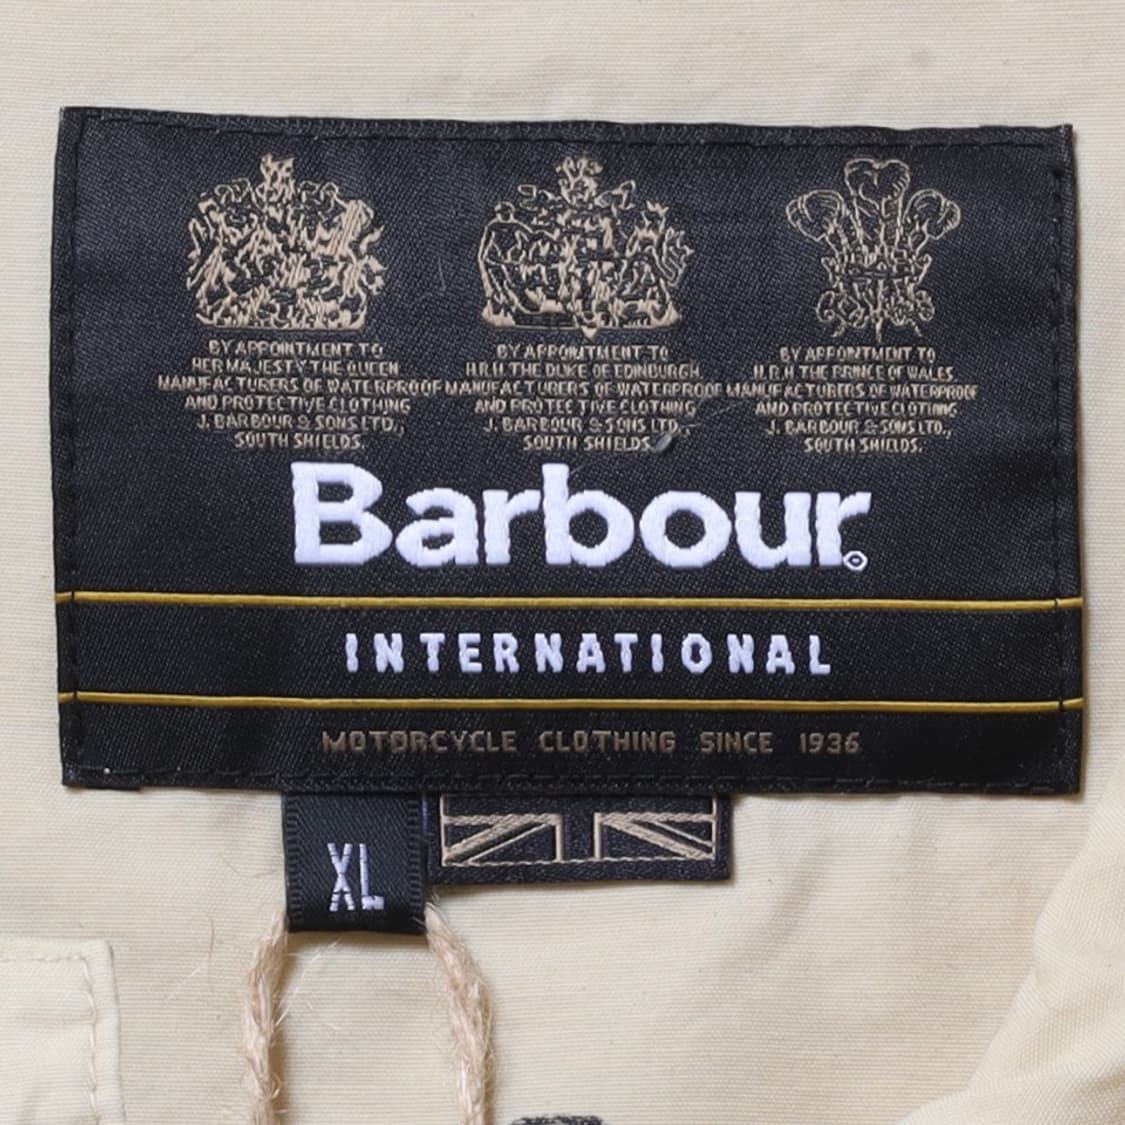 BY APPOINTMENT TO
HER MAJESTY THE QUEEN
MANUFACTURERS OF WATERPROOF
AND PROTECTIVE CLOTHING
J. BARBOUR & SONS LTD.,
SOUTH SHIELDS.
BY APPOINTMENT TO
H.R.H. THE DUKE OF EDINBURGH
MANUFACTURERS OF WATERPROOF
AND PROTECTIVE CLOTHING
J. BARBOUR & SONS LTD.,
SOUTH SHIELDS.
BY APPOINTMENT TO
H.R.H THE PRINCE OF WALES
MANUFACTURERS OF WATERPROOF
AND PROTECTIVE CLOTHING
J. BARBOUR & SONS LTD.,
SOUTH SHIELDS.
Barbour®
INTERNATIONAL
MOTORCYCLE CLOTHING SINCE 1936
XL